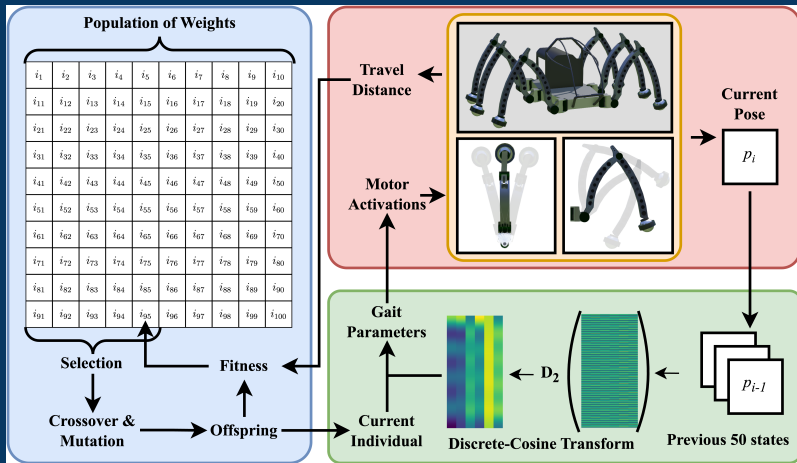 Population of Weights
i1 i2 i3 i4 i5 i6 i7 i8 i9 i10
i11 i12 i13 i14 i15 i16 i17 i18 i19 i20
i21 i22 i23 i24 i25 i26 i27 i28 i29 i30
i31 i32 i33 i34 i35 i36 i37 i38 i39 i40
i41 i42 i43 i44 i45 i46 i47 i48 i49 i50
i51 i52 i53 i54 i55 i56 i57 i58 i59 i60
i61 i62 i63 i64 i65 i66 i67 i68 i69 i70
i71 i72 i73 i74 i75 i76 i77 i78 i79 i80
i81 i82 i83 i84 i85 i86 i87 i88 i89 i90
i91 i92 i93 i94 i95 i96 i97 i98 i99 i100
Selection
Crossover &
Mutation
Fitness
Offspring
Travel
Distance
Motor
Activations
Current
Pose
pi
Gait
Parameters
Current
Individual
D2
Discrete-Cosine Transform
pi-1
Previous 50 states